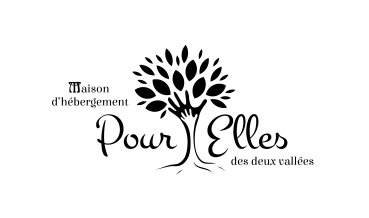 Maison
d'hébergement
Pour Elles
des deux vallées